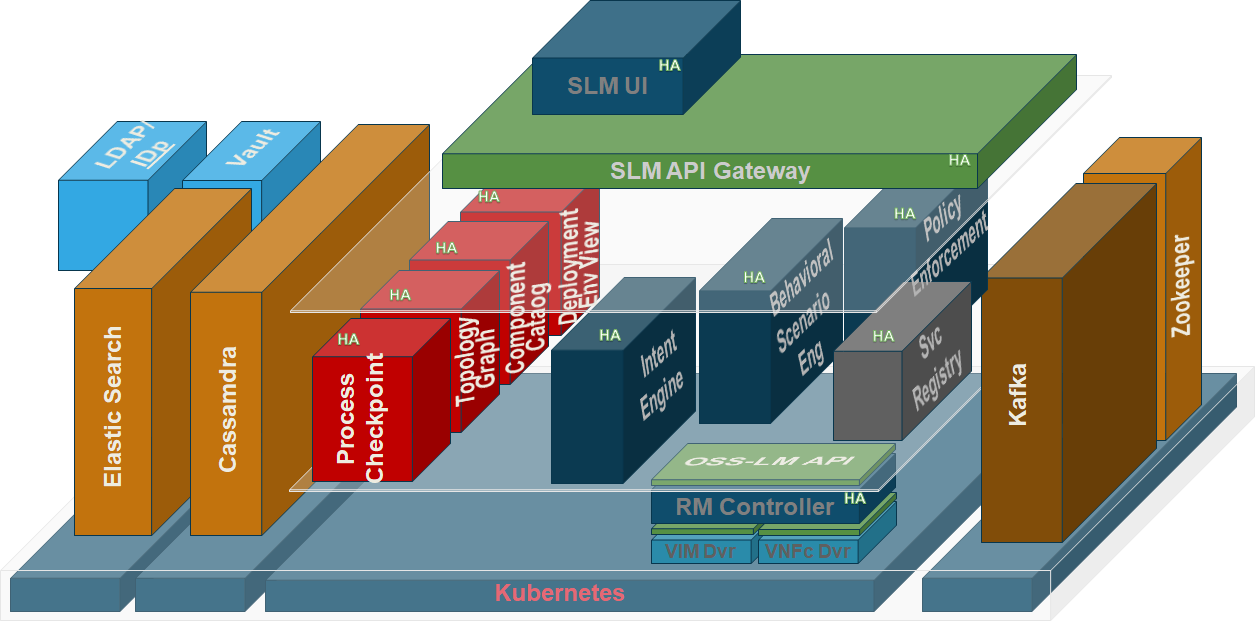 HA
SLM UI
LDAP/
IDp
Vault
HA
SLM API Gateway
HA
Deployment
Env View
HA
Component
Catalog
HA
Topology
Graph
HA
Process
Checkpoint
HA
Policy
Enforcement
HA
Behavioral
Scenario
Eng
HA
Intent
Engine
HA
Svc
Registry
Zookeeper
Kafka
Elastic Search
Cassamdra
OSS-LM API
RM Controller
HA
VIM Dvr
VNFc Dvr
Kubernetes